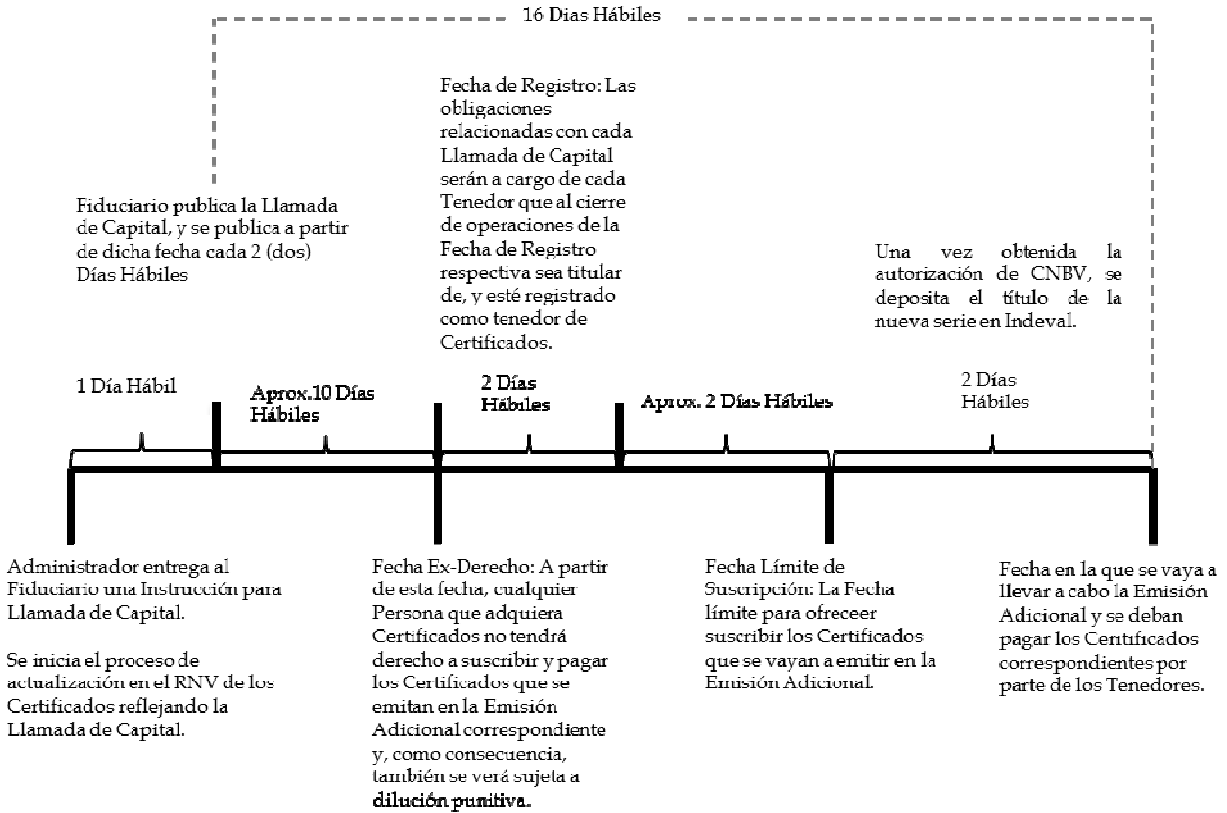 16 Dias Hábiles
Fecha de Registro: Las
obligaciones
relacionadas con cada
Llamada de Capital
serán a cargo de cada
Tenedor que al cierre
de operaciones de la
Fecha de Registro
respectiva sea titular
de, y esté registrado
como tenedor de
Certificados.
Fiduciario publica la Llamada
de Capital, y se publica a partir
de dicha fecha cada 2 (dos)
Días Hábiles
Una vez obtenida la
autorización de CNBV, se
deposita el título de la
nueva serie en Indeval.
1 Día Hábil
Aprox.10 Días
Hábiles
2 Días
Hábiles
Aprox. 2 Días Hábiles
2 Días
Hábiles
Administrador entrega al
Fiduciario una Instrucción para
Llamada de Capital.
Se inicia el proceso de
actualización en el RNV de los
Certificados reflejando la
Llamada de Capital.
Fecha Ex-Derecho: A partir
de esta fecha, cualquier
Persona que adquiera
Certificados no tendrá
derecho a suscribir y pagar
los Certificados que se
emitan en la Emisión
Adicional correspondiente
y, como consecuencia,
también se verá sujeta a
dilución punitiva.
Fecha Límite de
Suscripción: La Fecha
límite para ofreceer
suscribir los Certificados
que se vayan a emitir en la
Emisión Adicional.
Fecha en la que se vaya a
llevar a cabo la Emisión
Adicional y se deban
pagar los Certificados
correspondientes por
parte de los Tenedores.